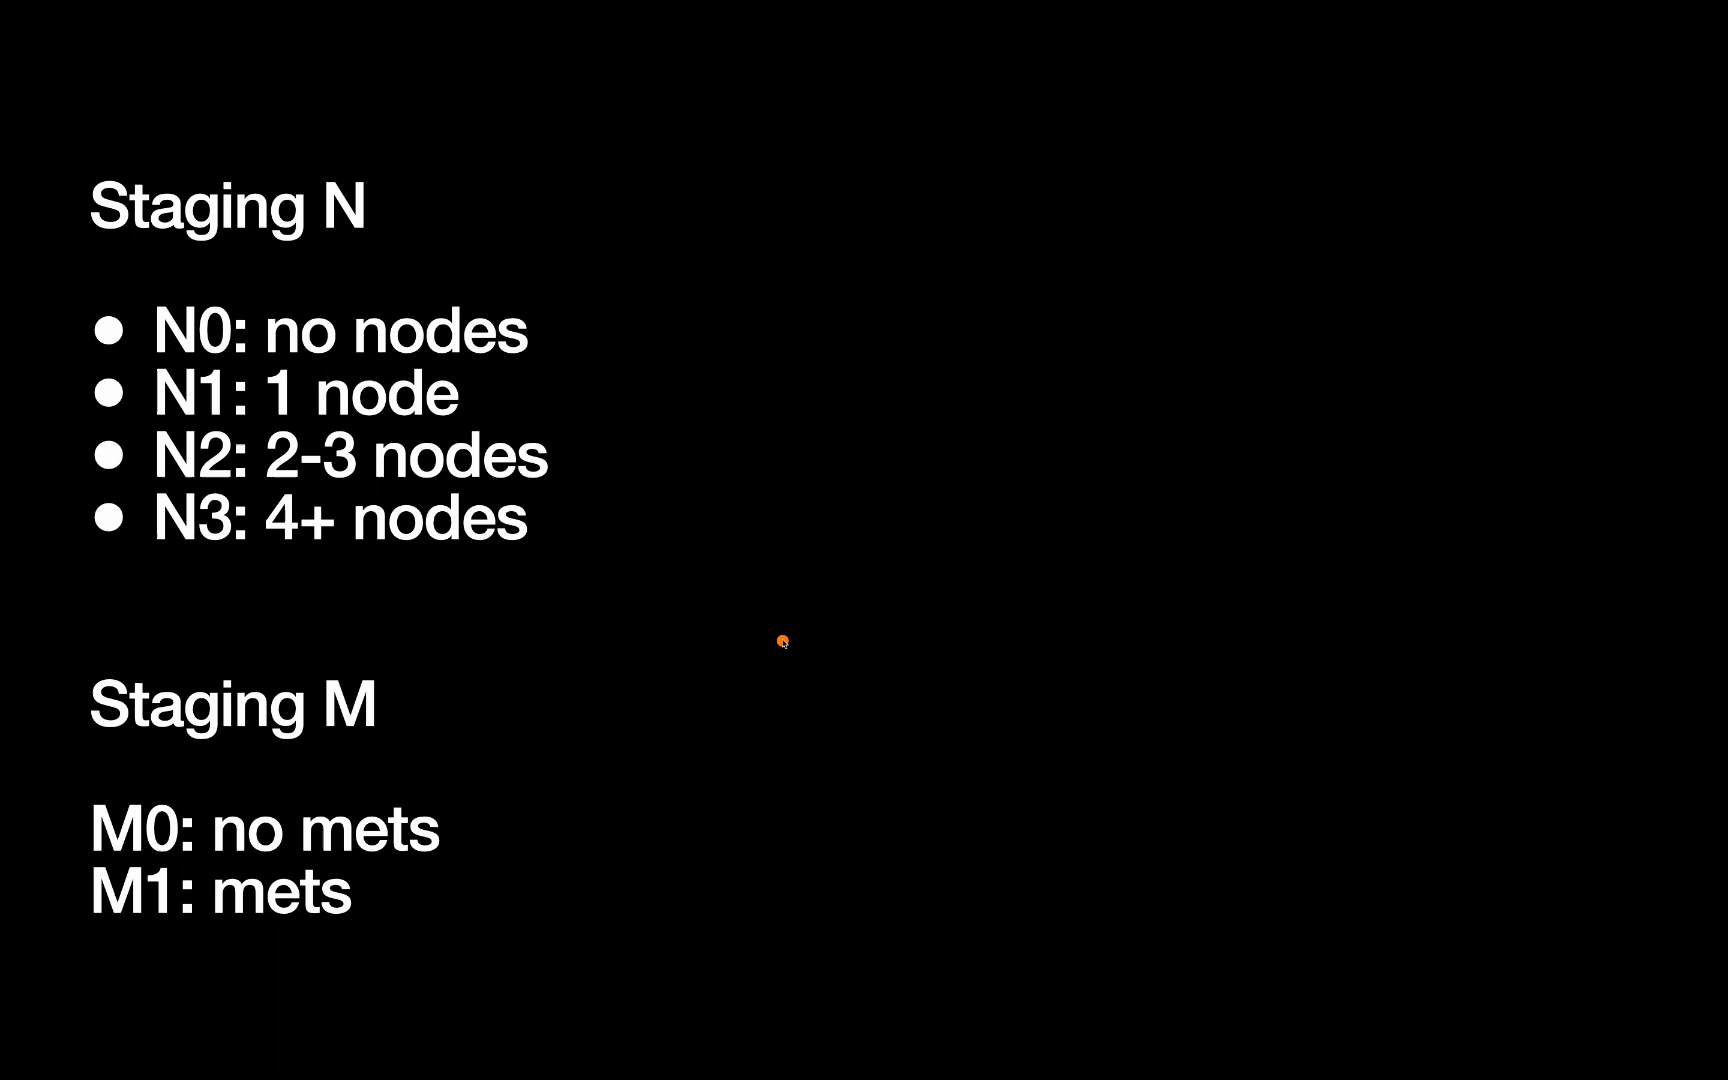 Staging N
● N0: no nodes
● N1: 1 node
● N2: 2-3 nodes
● N3: 4+ nodes
Staging M
M0: no mets
M1: mets